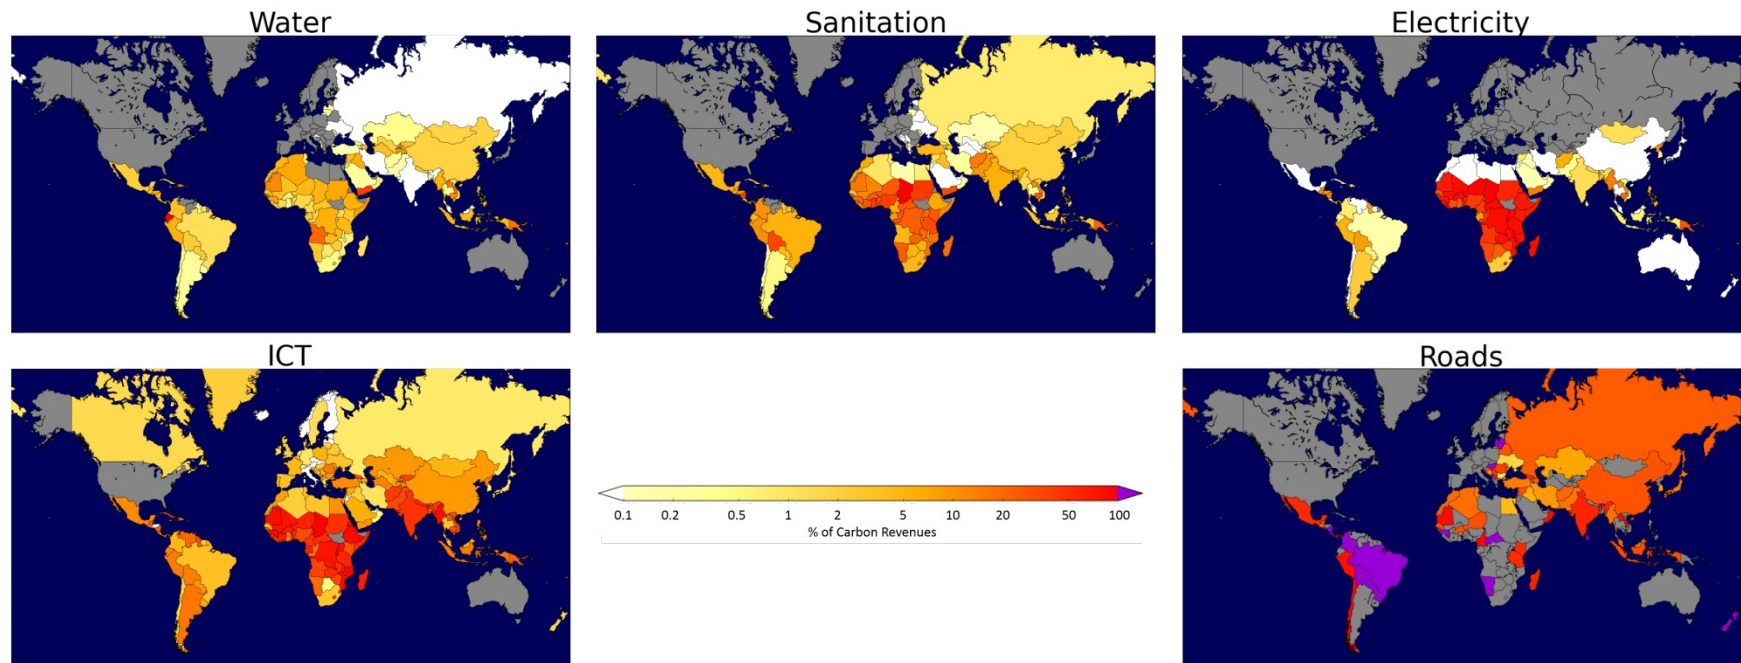 Water
Sanitation
Electricity
ICT
Roads
0.1 0.2 0.5 1 2 5 10 20 50 100
% of Carbon Revenues